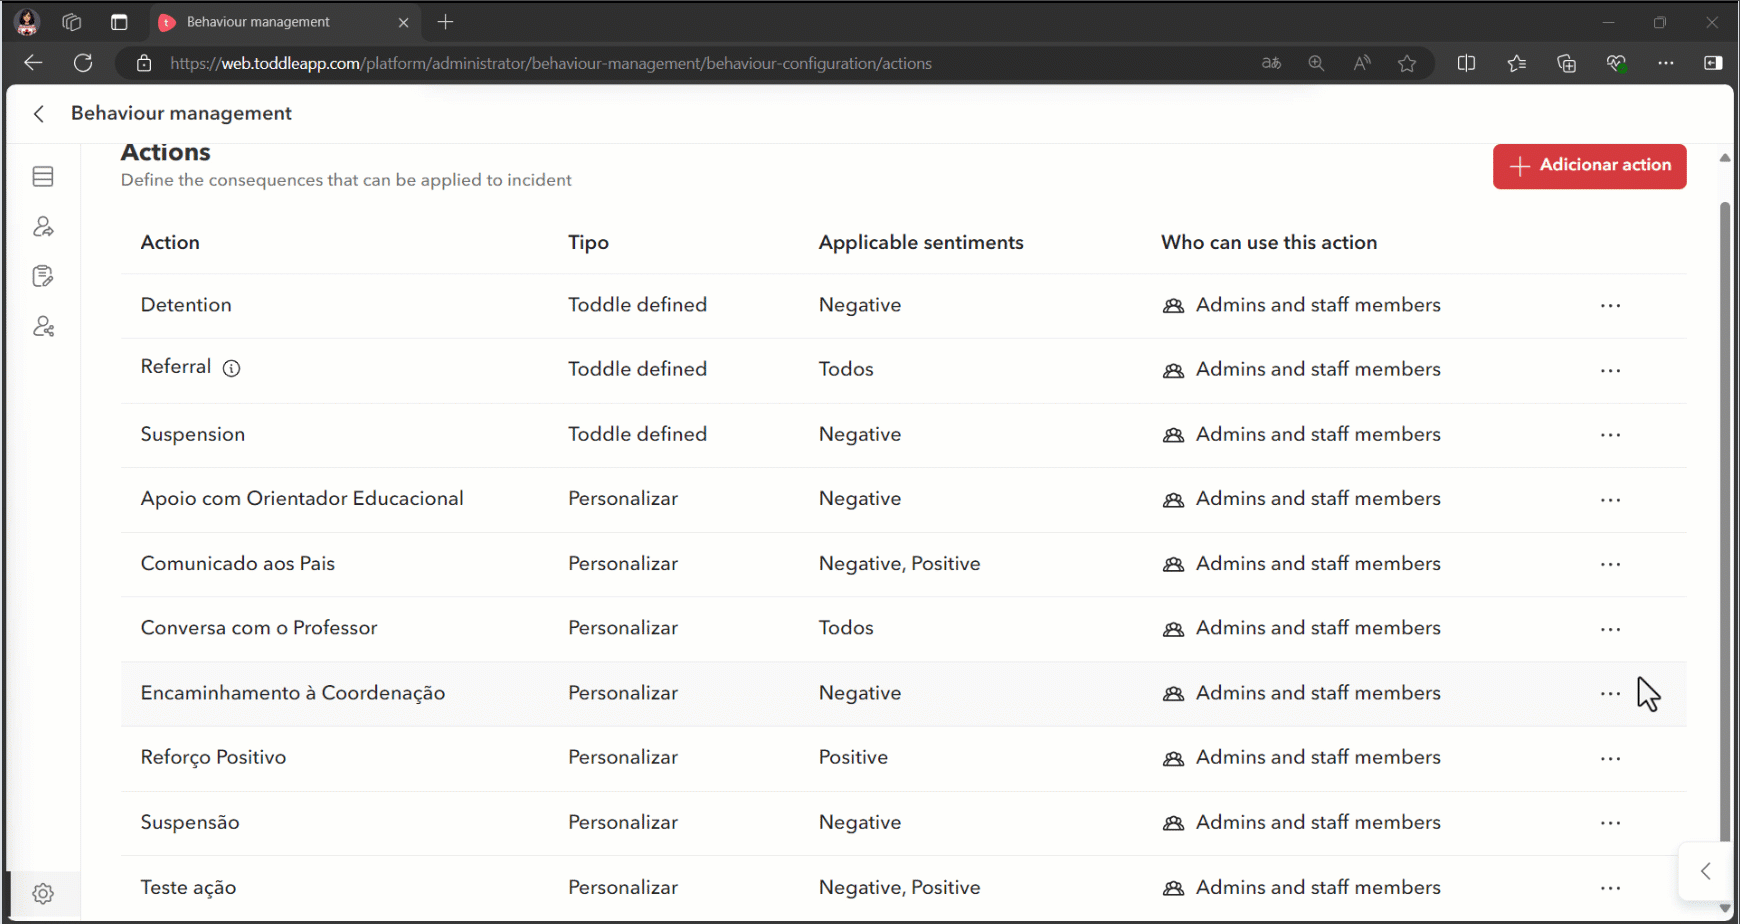 Behaviour management
https://web.toddleapp.com/platform/administrator/behaviour-management/behaviour-configuration/actions
Behaviour management
Actions
Define the consequences that can be applied to incident
Adicionar action
Action Tipo Applicable sentiments Who can use this action
Detention Toddle defined Negative Admins and staff members
Referral Toddle defined Todos Admins and staff members
Suspension Toddle defined Negative Admins and staff members
Apoio com Orientador Educacional Personalizar Negative Admins and staff members
Comunicado aos Pais Personalizar Negative, Positive Admins and staff members
Conversa com o Professor Personalizar Todos Admins and staff members
Encaminhamento à Coordenação Personalizar Negative Admins and staff members
Reforço Positivo Personalizar Positive Admins and staff members
Suspensão Personalizar Negative Admins and staff members
Teste ação Personalizar Negative, Positive Admins and staff members